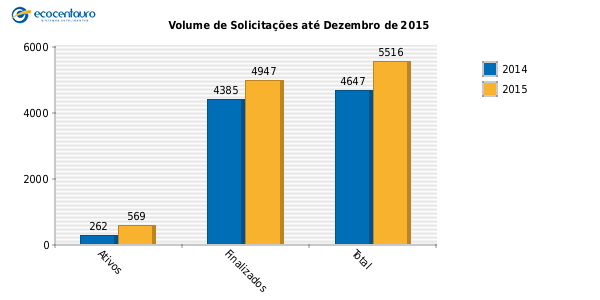 ecocentauro
Volume de Solicitações até Dezembro de 2015
6000
4000
2000
0
262
569
4385
4947
4647
5516
Ativos
Finalizados
Total
2014
2015